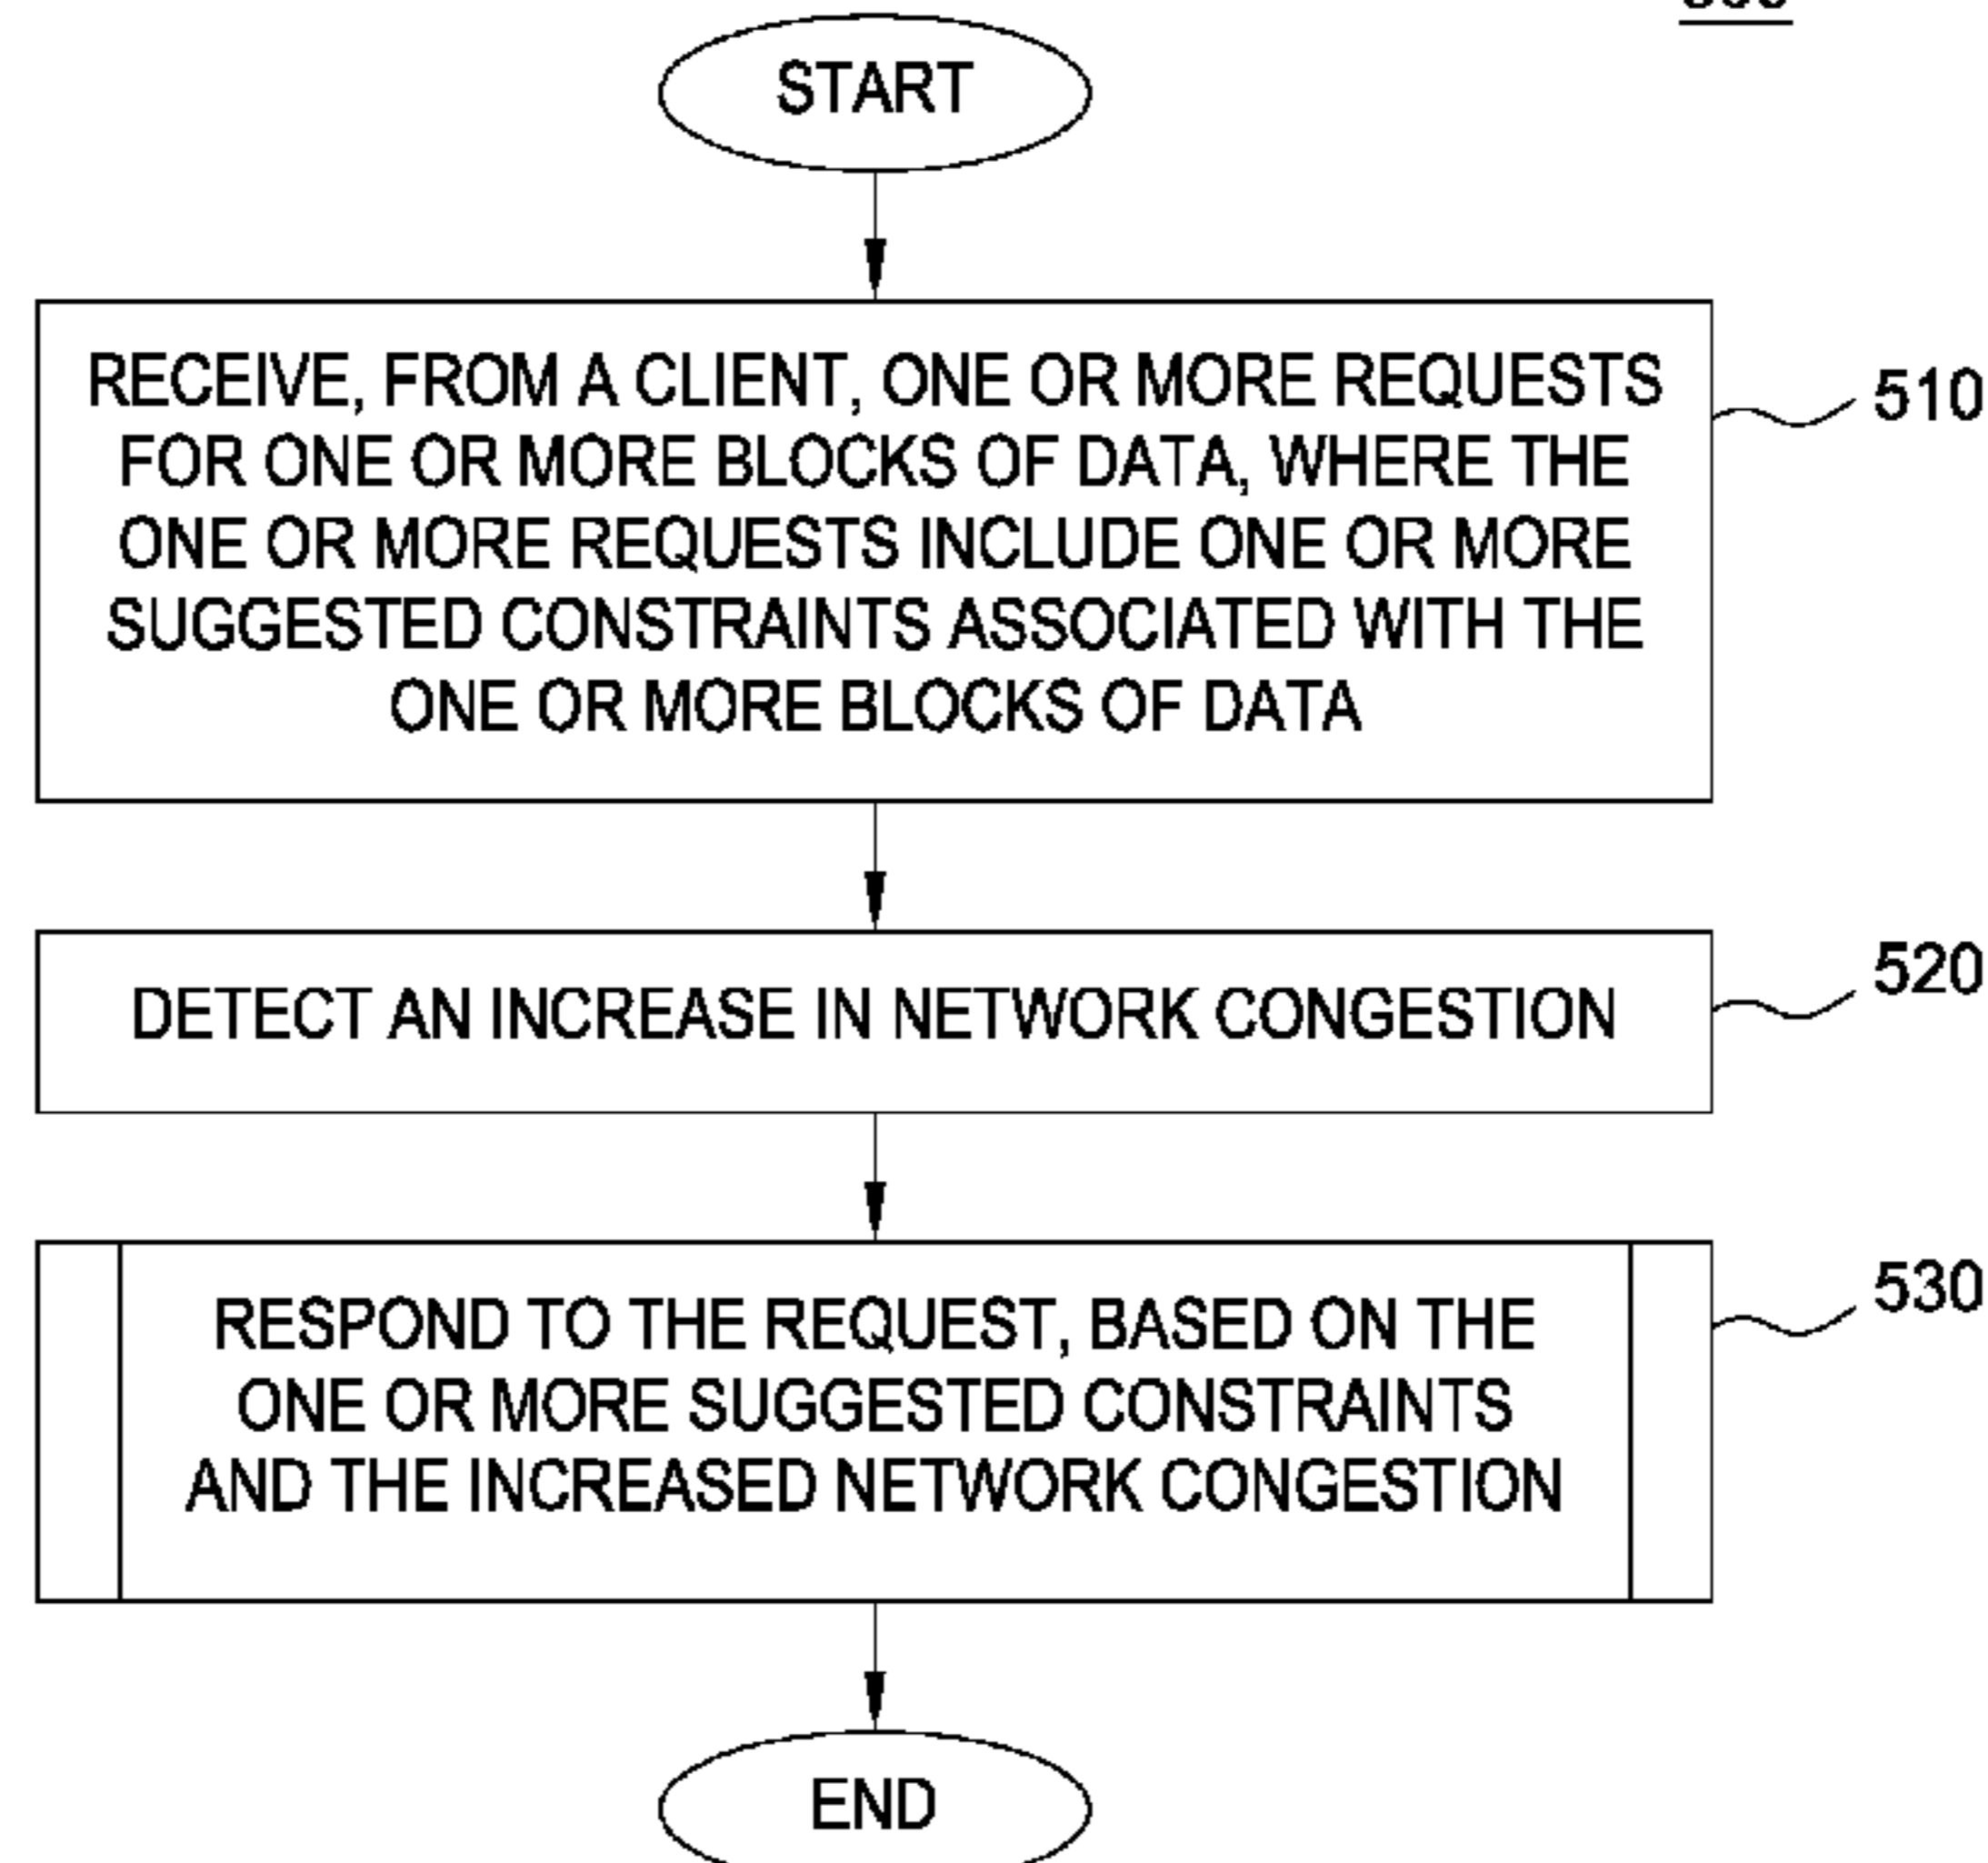 START
RECEIVE, FROM A CLIENT, ONE OR MORE REQUESTS
FOR ONE OR MORE BLOCKS OF DATA, WHERE THE
ONE OR MORE REQUESTS INCLUDE ONE OR MORE
SUGGESTED CONSTRAINTS ASSOCIATED WITH THE
ONE OR MORE BLOCKS OF DATA
510
DETECT AN INCREASE IN NETWORK CONGESTION
520
RESPOND TO THE REQUEST, BASED ON THE
ONE OR MORE SUGGESTED CONSTRAINTS
AND THE INCREASED NETWORK CONGESTION
530
END